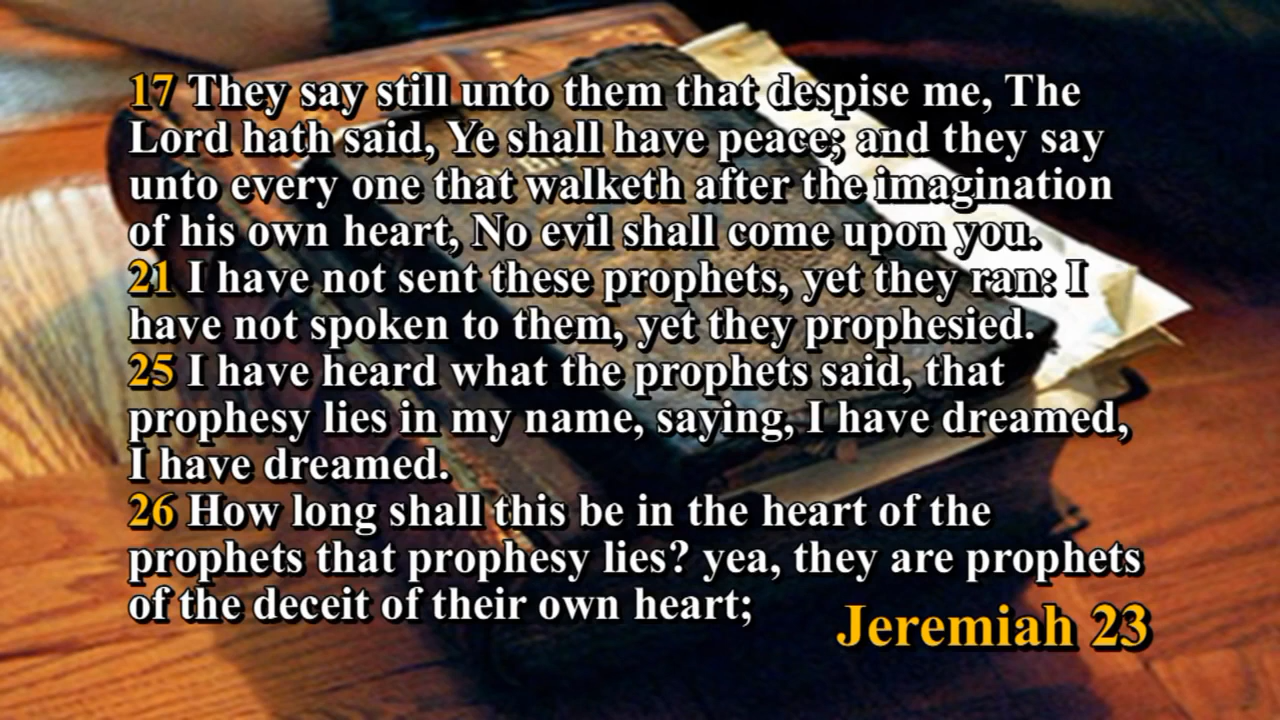 17 They say still unto them that despise me, The
Lord hath said, Ye shall have peace; and they say
unto every one that walketh after the imagination
of his own heart, No evil shall come upon you.
21 I have not sent these prophets, yet they ran: I
have not spoken to them, yet they prophesied.
25 I have heard what the prophets said, that
prophesy lies in my name, saying, I have dreamed,
I have dreamed.
26 How long shall this be in the heart of the
prophets that prophesy lies? yea, they are prophets
of the deceit of their own heart;
Jeremiah 23